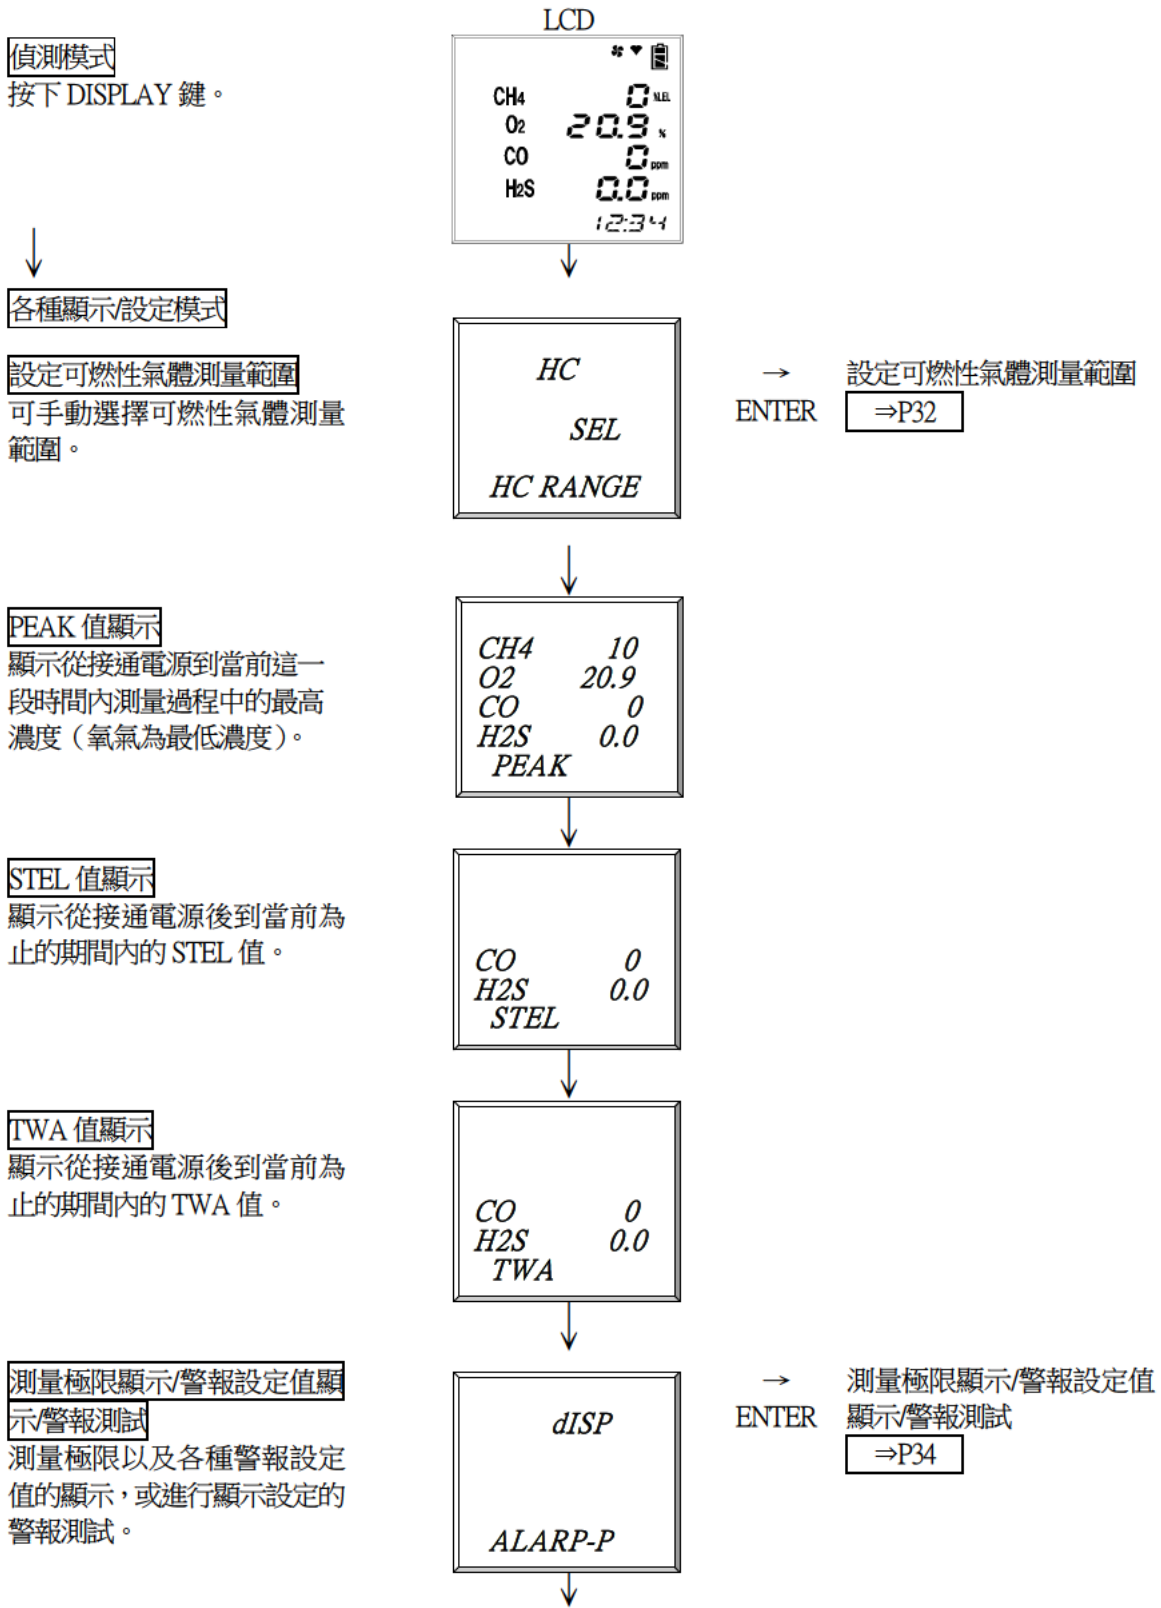 LCD
偵測模式
按下 DISPLAY 鍵。
CH4 0 %LEL
O2 20.9 %
CO 0 ppm
H2S 0.0 ppm
12:34
各種顯示/設定模式
設定可燃性氣體測量範圍
可手動選擇可燃性氣體測量
範圍。
HC
SEL
HC RANGE
→
ENTER
設定可燃性氣體測量範圍
⇒P32
PEAK 值顯示
顯示從接通電源到當前這一
段時間內測量過程中的最高
濃度（氧氣為最低濃度）。
CH4 10
O2 20.9
CO 0
H2S 0.0
PEAK
STEL 值顯示
顯示從接通電源後到當前為
止的期間內的 STEL 值。
CO 0
H2S 0.0
STEL
TWA 值顯示
顯示從接通電源後到當前為
止的期間內的 TWA 值。
CO 0
H2S 0.0
TWA
測量極限顯示/警報設定值顯
示/警報測試
測量極限以及各種警報設定
值的顯示，或進行顯示設定的
警報測試。
dISP
ALARP-P
→
ENTER
測量極限顯示/警報設定值
顯示/警報測試
⇒P34